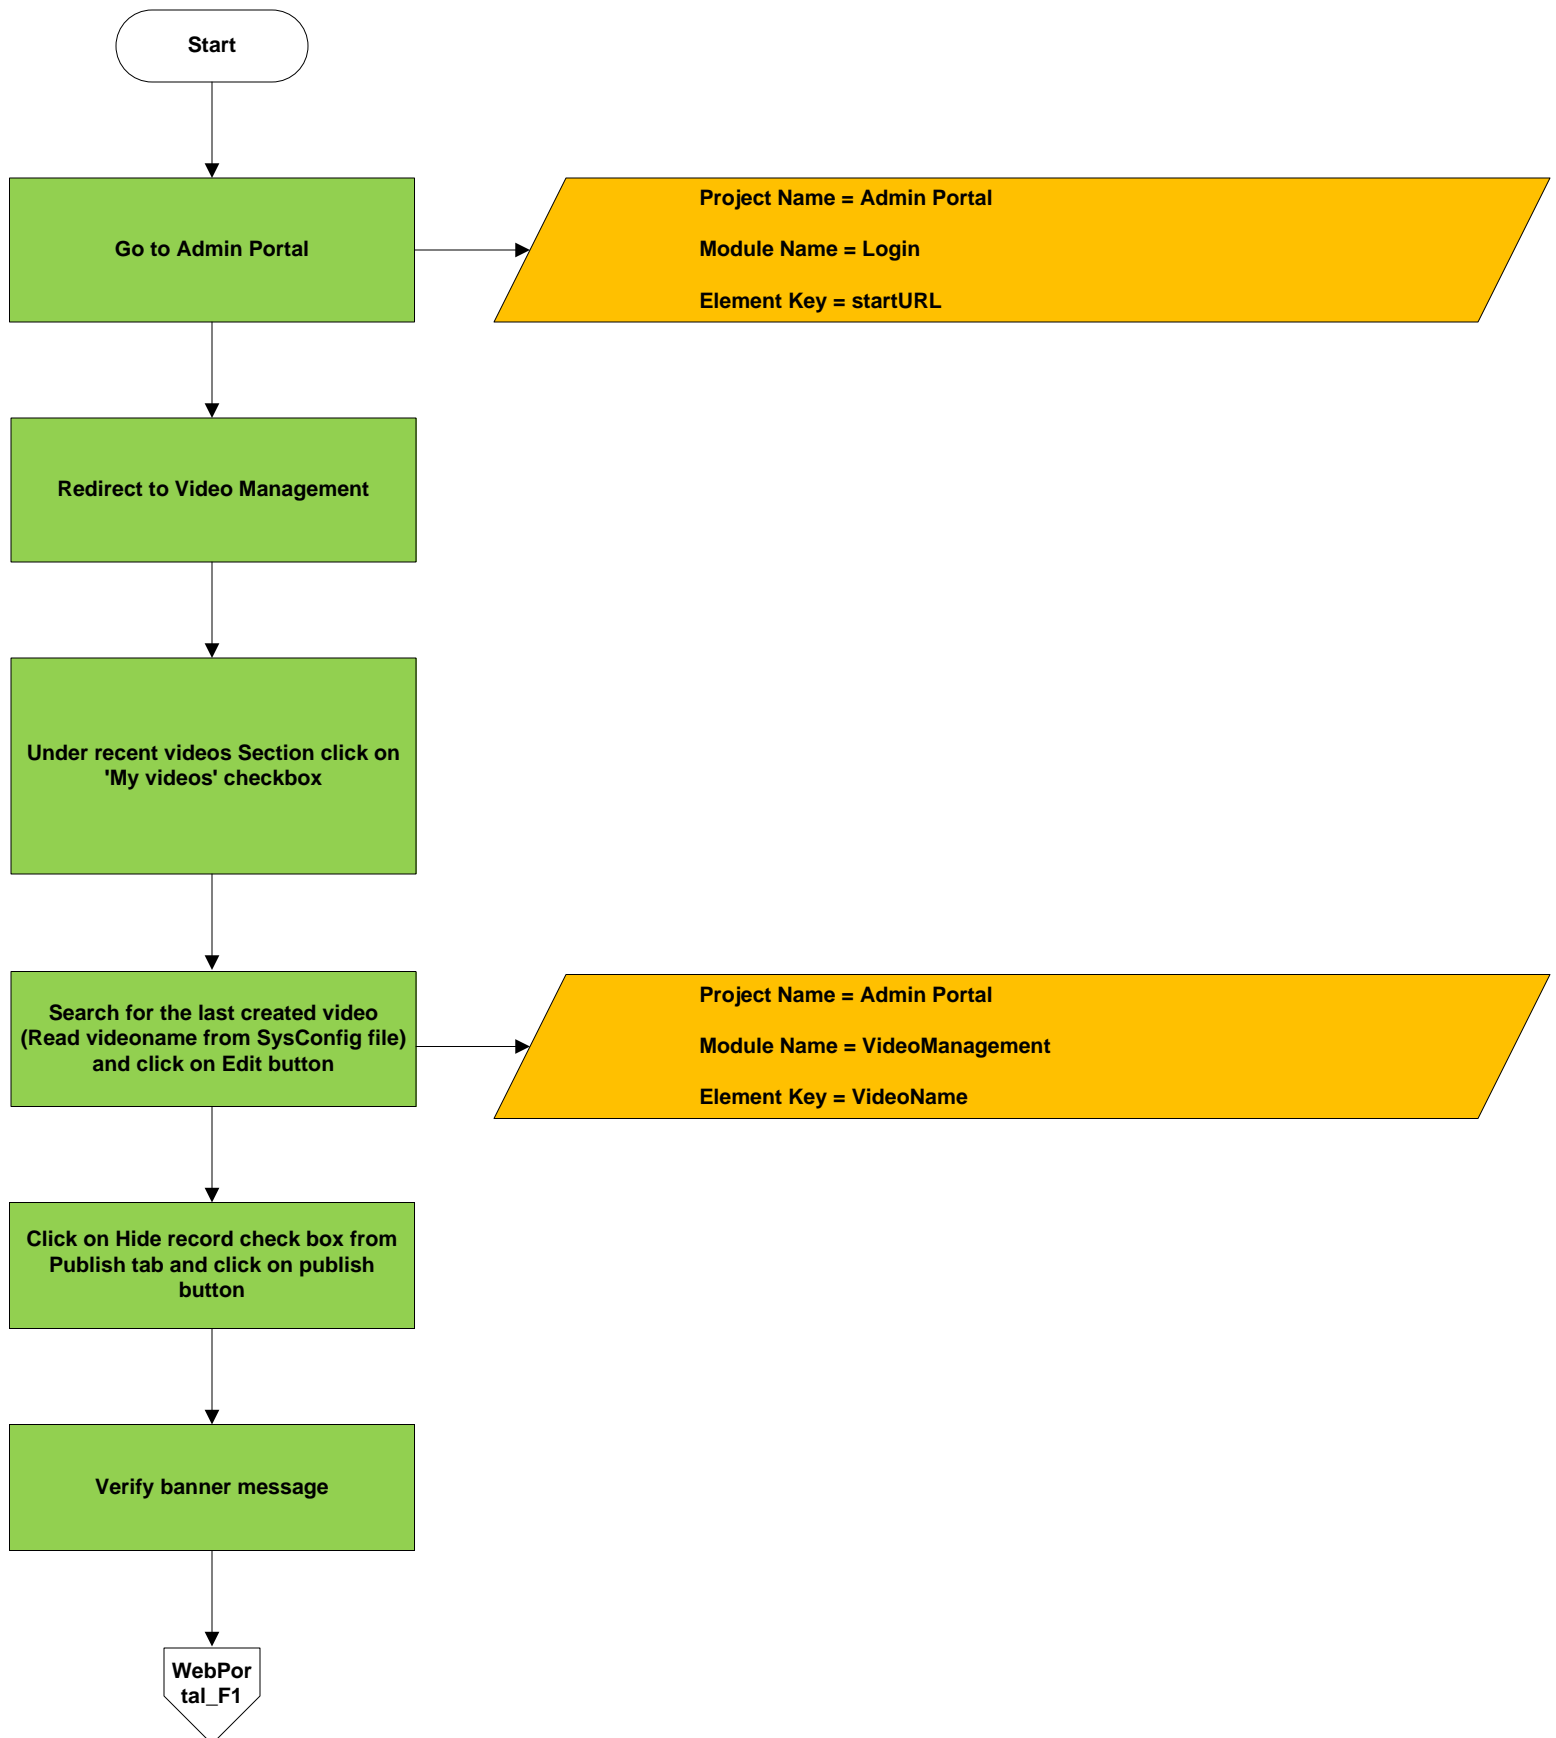 Start
Go to Admin Portal
Project Name = Admin Portal
Module Name = Login
Element Key = startURL
Redirect to Video Management
Under recent videos Section click on
'My videos' checkbox
Search for the last created video
(Read videoname from SysConfig file)
and click on Edit button
Project Name = Admin Portal
Module Name = VideoManagement
Element Key = VideoName
Click on Hide record check box from
Publish tab and click on publish
button
Verify banner message
WebPor
tal_F1